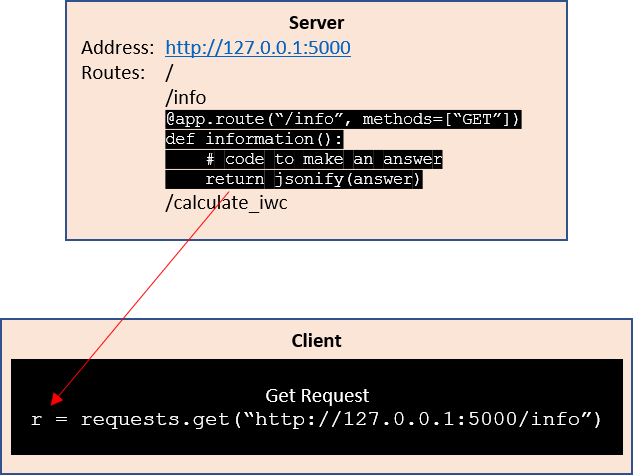 Server
Address: http://127.0.0.1:5000
Routes: /
/info
@app.route(“/info”, methods=[“GET”])
def information():
    # code to make an answer
    return jsonify(answer)
/calculate_iwc
Client
Get Request
r = requests.get(“http://127.0.0.1:5000/info”)